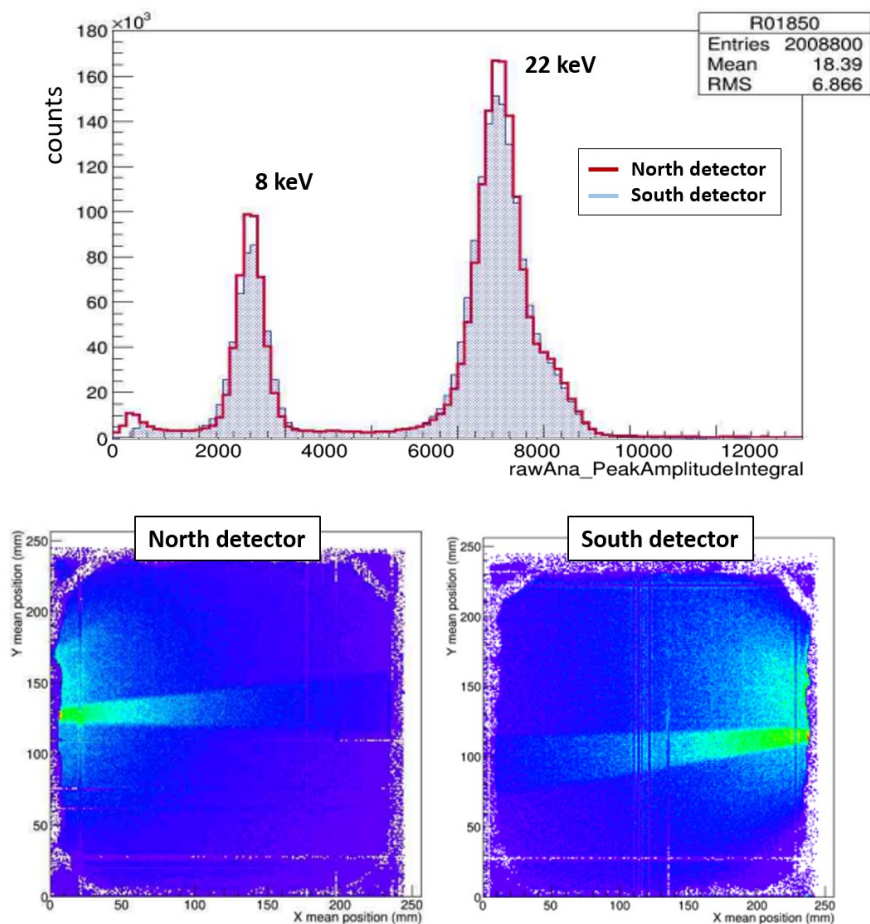 R01850
Entries 2008800
Mean 18.39
RMS 6.866
180 ×10³
160
140
120
100
80
60
40
20
0
counts
8 keV
22 keV
North detector
South detector
0 2000 4000 6000 8000 10000 12000
rawAna_PeakAmplitudeIntegral
North detector
South detector
Y mean position (mm)
250
200
150
100
50
0
0 50 100 150 200 250
X mean position (mm)
Y mean position (mm)
250
200
150
100
50
0
0 50 100 150 200 250
X mean position (mm)